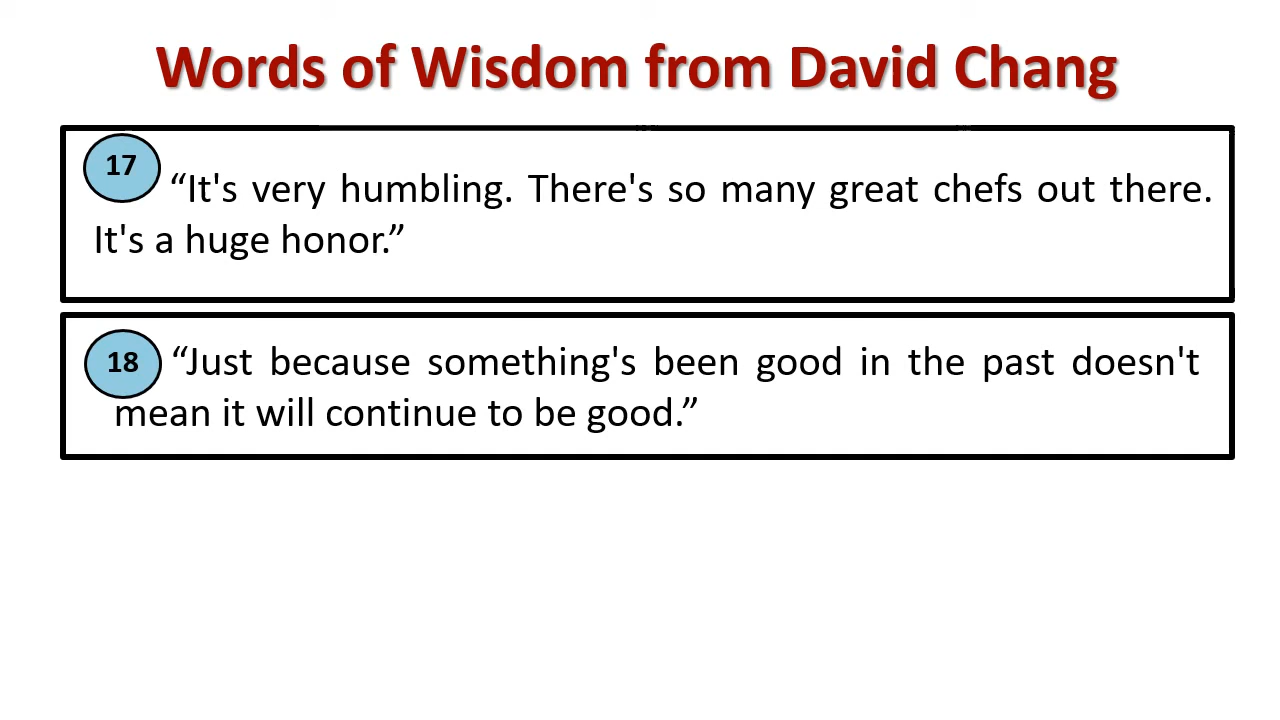 Words of Wisdom from David Chang
17
“It's very humbling. There's so many great chefs out there.
It's a huge honor.”
18
“Just because something's been good in the past doesn't
mean it will continue to be good.”